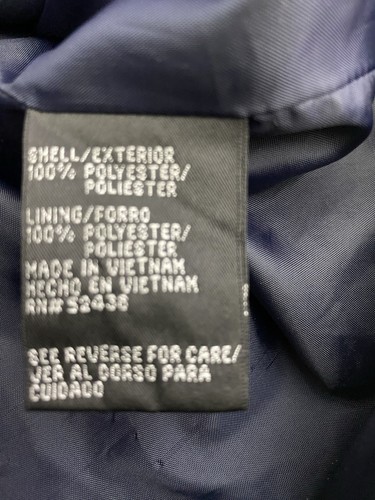 SHELL/EXTERIOR
100% POLYESTER/
POLIESTER
LINING/FORRO
100% POLYESTER/
POLIESTER
MADE IN VIETNAM
HECHO EN VIETNAM
RN# 52438
SEE REVERSE FOR CARE/
VER AL DORSO PARA
CUIDADO